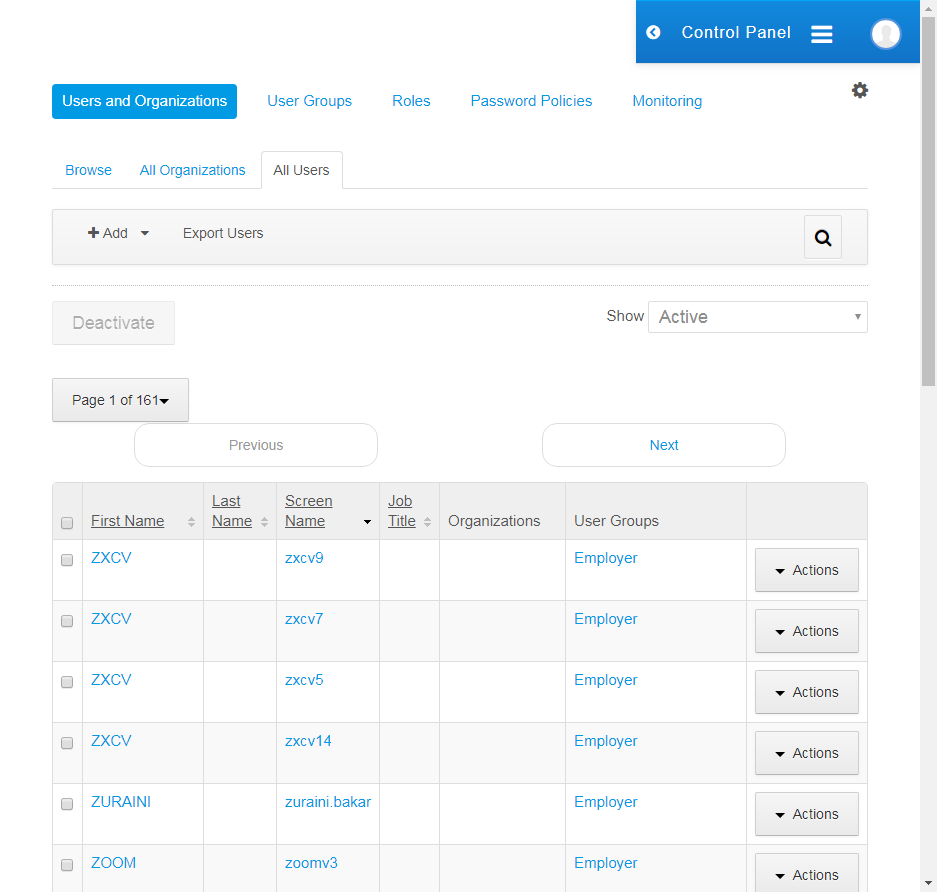 Control Panel
Users and Organizations User Groups Roles Password Policies Monitoring
Browse All Organizations All Users
Add Export Users
Deactivate Show Active
Page 1 of 161
Previous Next
First Name Last Name Screen Name Job Title Organizations User Groups
ZXCV zxcv9 Employer Actions
ZXCV zxcv7 Employer Actions
ZXCV zxcv5 Employer Actions
ZXCV zxcv14 Employer Actions
ZURAINI zuraini.bakar Employer Actions
ZOOM zoomv3 Employer Actions